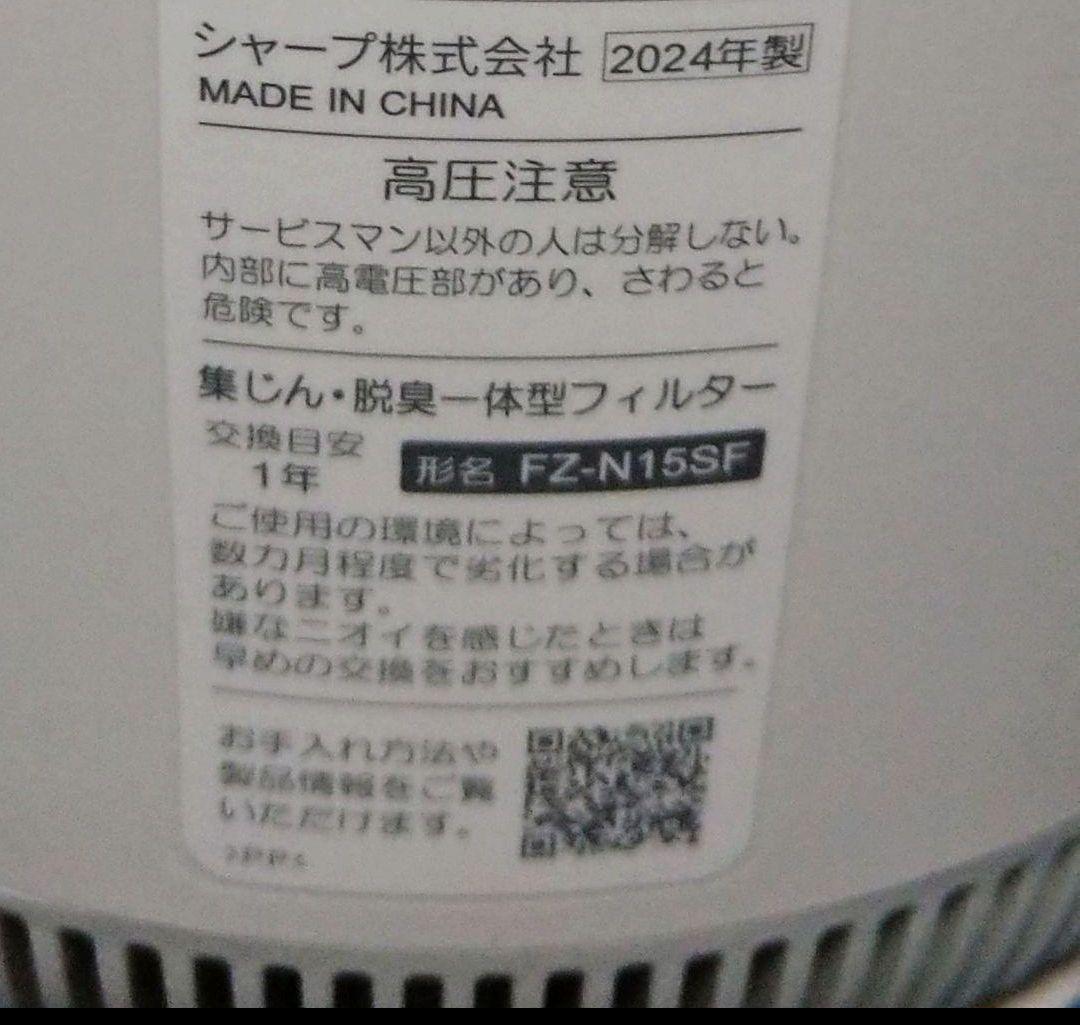 シャープ株式会社 2024年製
MADE IN CHINA
高圧注意
サービスマン以外の人は分解しない。
内部に高電圧部があり、さわると
危険です。
集じん・脱臭一体型フィルター
交換目安
1年
形名 FZ-N15SF
ご使用の環境によっては、
数カ月程度で劣化する場合が
あります。
嫌なニオイを感じたときは
早めの交換をおすすめします。
お手入れ方法や
製品情報をご覧
いただけます。